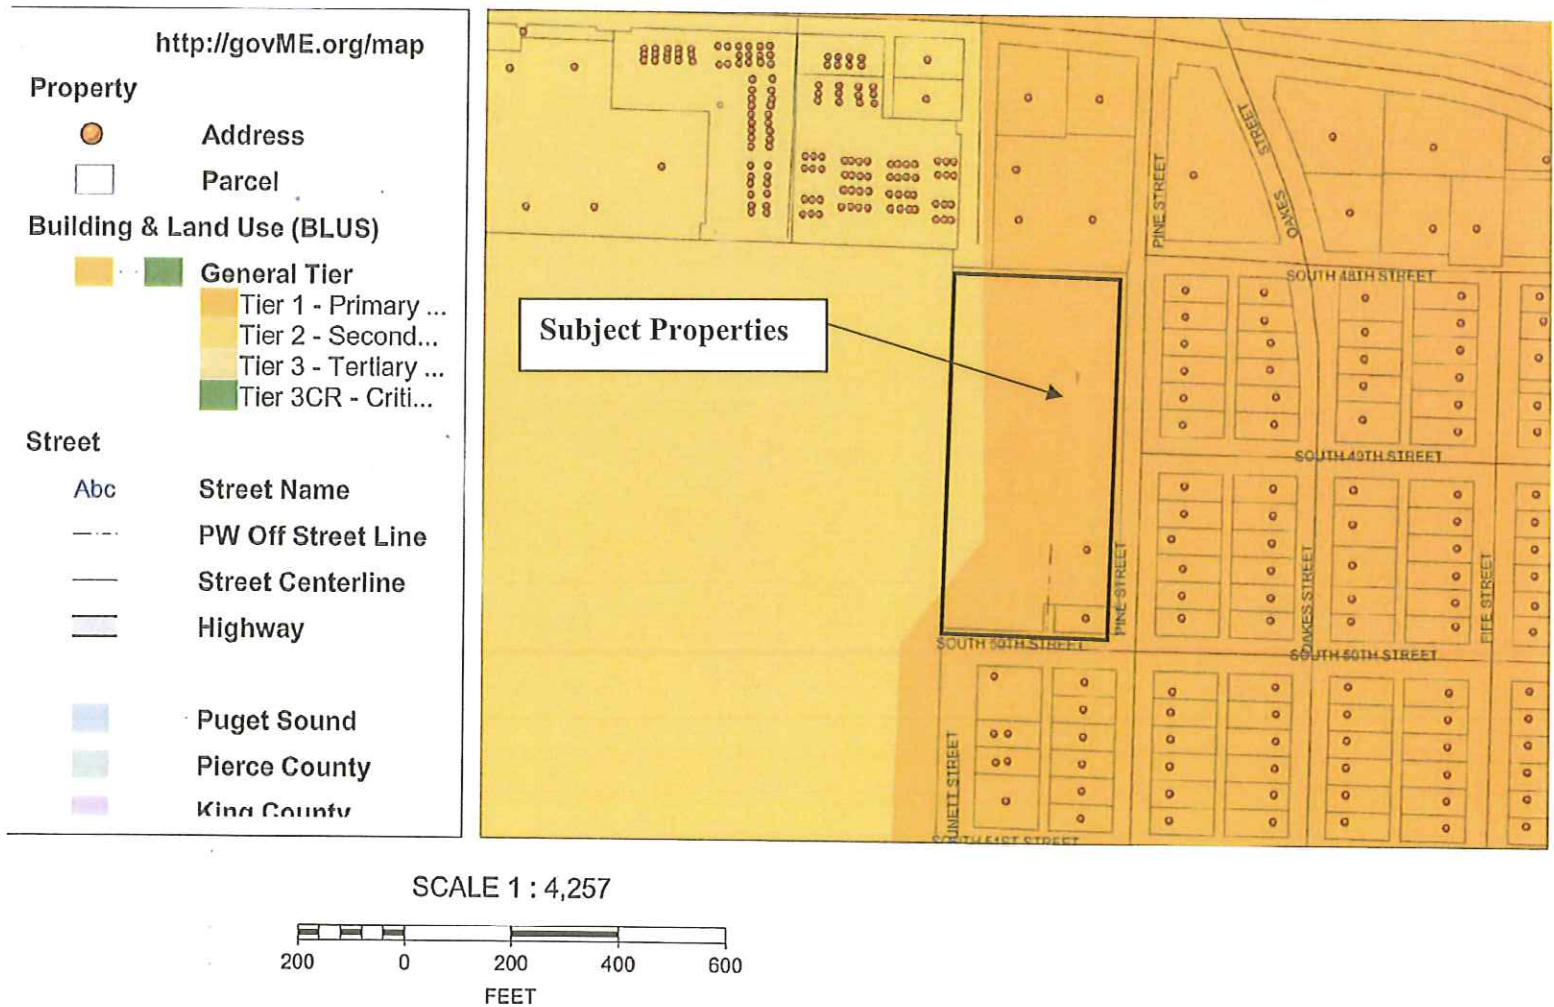 http://govME.org/map
Property
Address
Parcel
Building & Land Use (BLUS)
General Tier
Tier 1 - Primary ...
Tier 2 - Second...
Tier 3 - Tertiary ...
Tier 3CR - Criti...
Street
Abc Street Name
PW Off Street Line
Street Centerline
Highway
Puget Sound
Pierce County
King County
Subject Properties
PINE STREET
OAKES STREET
SOUTH 48TH STREET
SOUTH 49TH STREET
PINE STREET
OAKES STREET
FIFE STREET
SOUTH 50TH STREET
SOUTH 50TH STREET
STREET
SOUTH 51ST STREET
SCALE 1 : 4,257
200 0 200 400 600
FEET